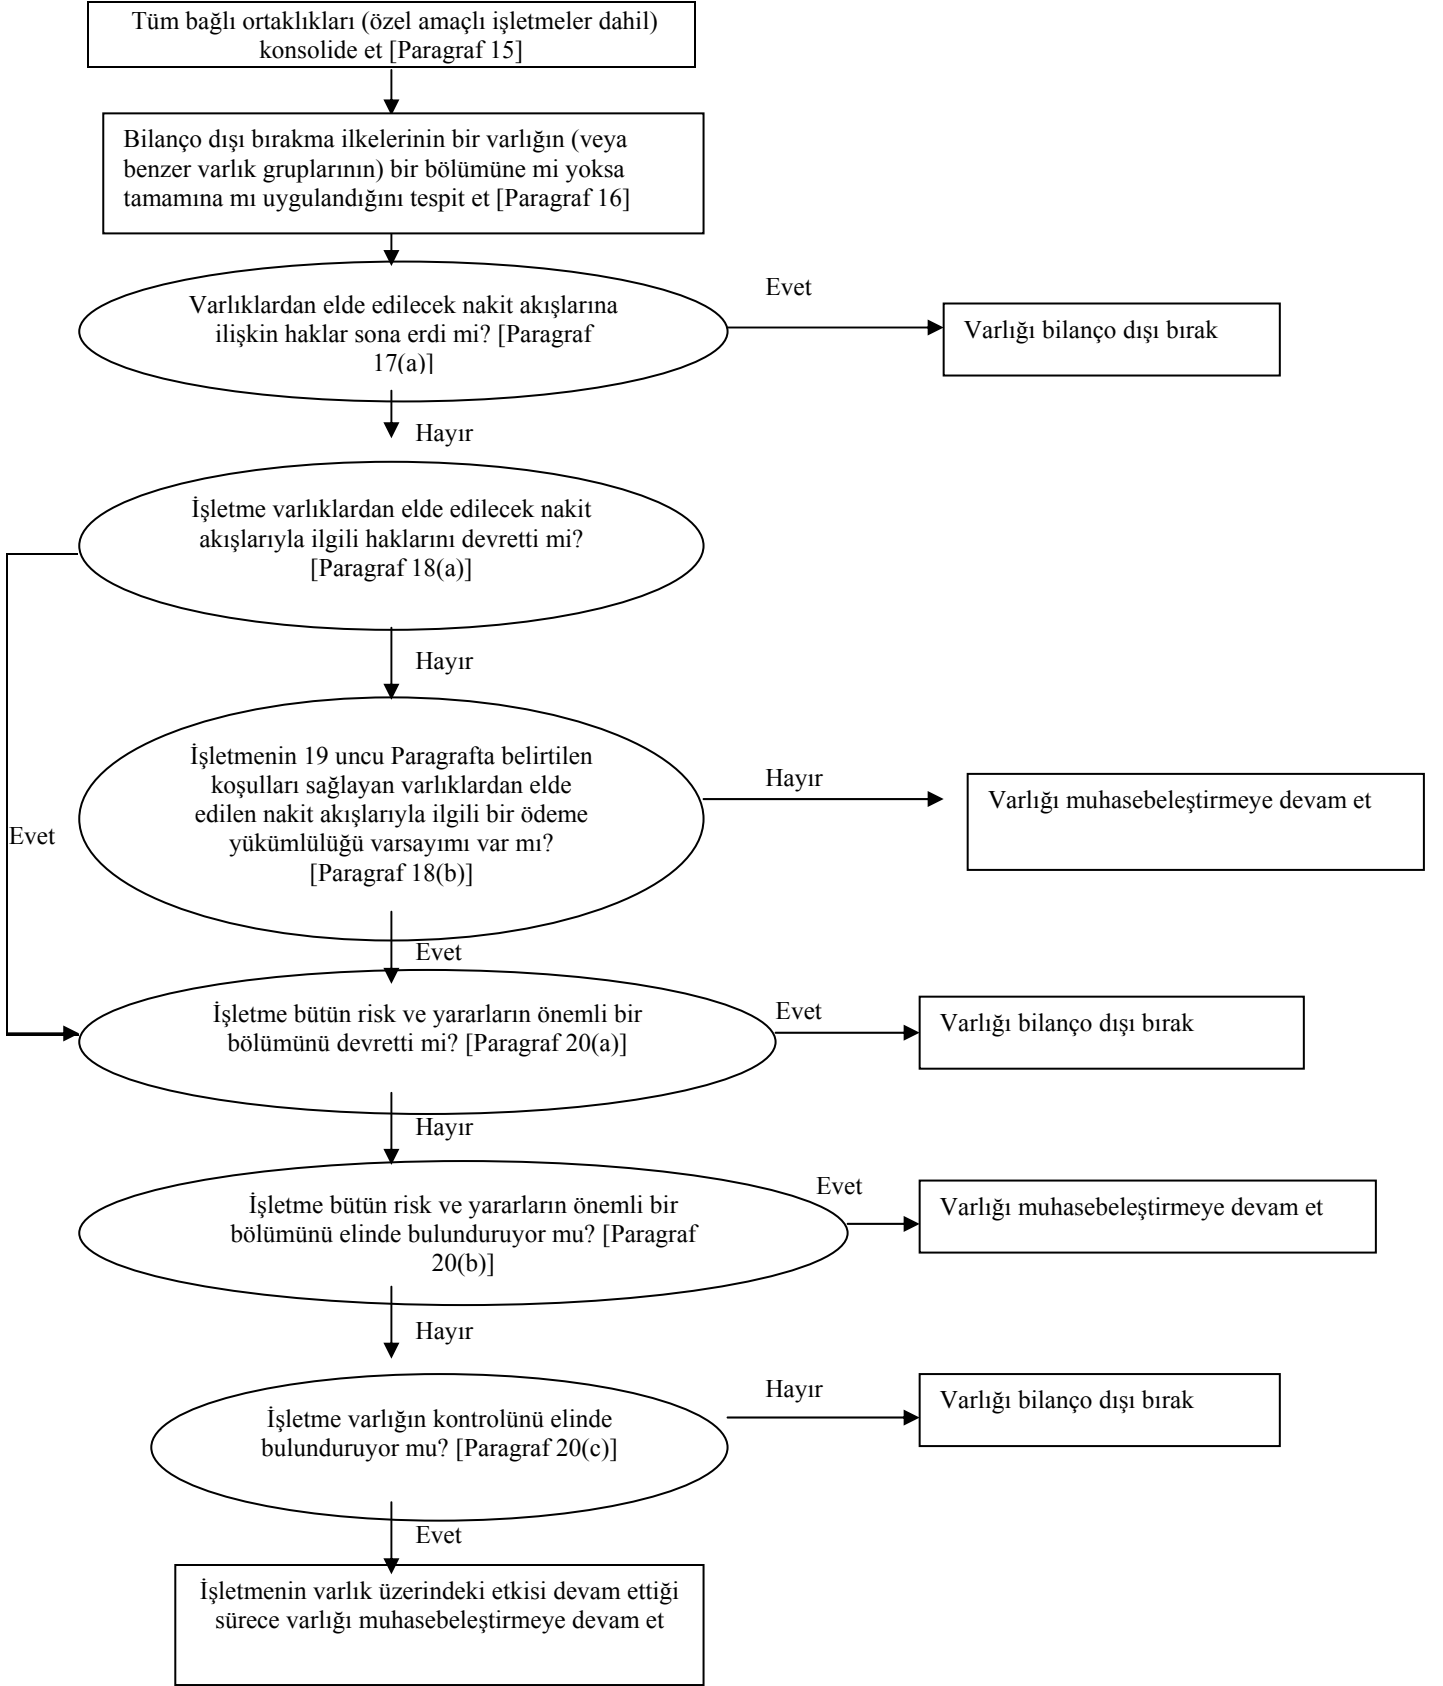 Tüm bağlı ortaklıkları (özel amaçlı işletmeler dahil)
konsolide et [Paragraf 15]
Bilanço dışı bırakma ilkelerinin bir varlığın (veya
benzer varlık gruplarının) bir bölümüne mi yoksa
tamamına mı uygulandığını tespit et [Paragraf 16]
Varlıklardan elde edilecek nakit akışlarına
ilişkin haklar sona erdi mi? [Paragraf
17(a)]
Evet
Varlığı bilanço dışı bırak
Hayır
İşletme varlıklardan elde edilecek nakit
akışlarıyla ilgili haklarını devretti mi?
[Paragraf 18(a)]
Hayır
İşletmenin 19 uncu Paragrafta belirtilen
koşulları sağlayan varlıklardan elde
edilen nakit akışlarıyla ilgili bir ödeme
yükümlülüğü varsayımı var mı?
[Paragraf 18(b)]
Hayır
Varlığı muhasebeleştirmeye devam et
Evet
Evet
İşletme bütün risk ve yararların önemli bir
bölümünü devretti mi? [Paragraf 20(a)]
Evet
Varlığı bilanço dışı bırak
Hayır
İşletme bütün risk ve yararların önemli bir
bölümünü elinde bulunduruyor mu? [Paragraf
20(b)]
Evet
Varlığı muhasebeleştirmeye devam et
Hayır
İşletme varlığın kontrolünü elinde
bulunduruyor mu? [Paragraf 20(c)]
Hayır
Varlığı bilanço dışı bırak
Evet
İşletmenin varlık üzerindeki etkisi devam ettiği
sürece varlığı muhasebeleştirmeye devam et